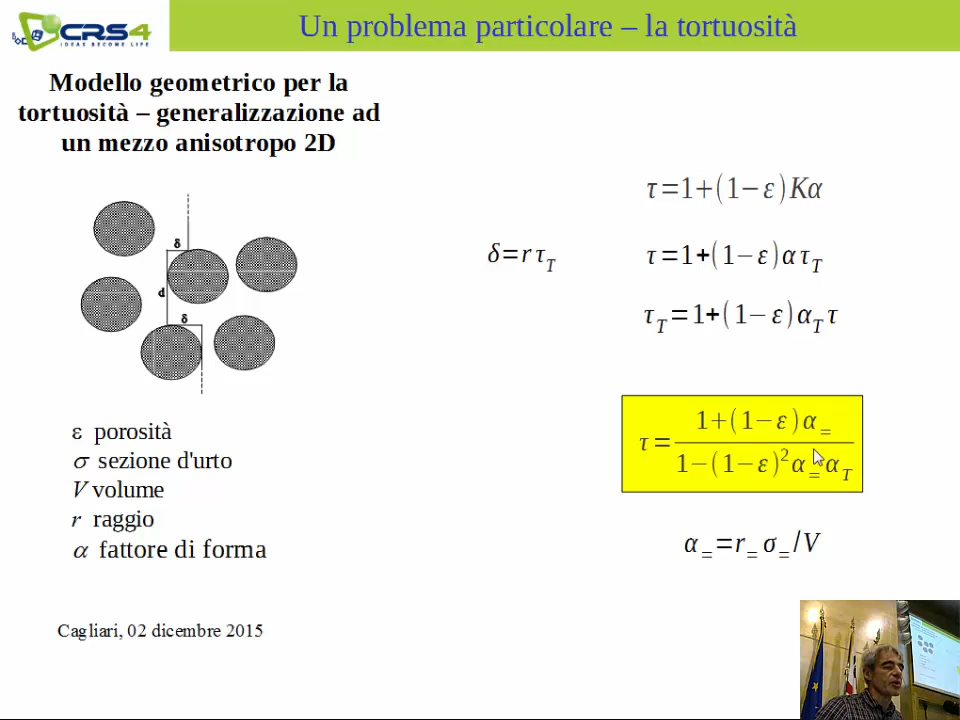 CRS4
IDEAS BECOME LIFE
Un problema particolare – la tortuosità
Modello geometrico per la
tortuosità – generalizzazione ad
un mezzo anisotropo 2D
δ
d
δ
δ=r τ_T
τ=1+(1−ε)Kα
τ=1+(1−ε)α τ_T
τ_T=1+(1−ε)α_T τ
τ= 1+(1−ε)α_= / 1−(1−ε)²α_= α_T
α_= =r_= σ_= /V
ε porosità
σ sezione d'urto
V volume
r raggio
α fattore di forma
Cagliari, 02 dicembre 2015